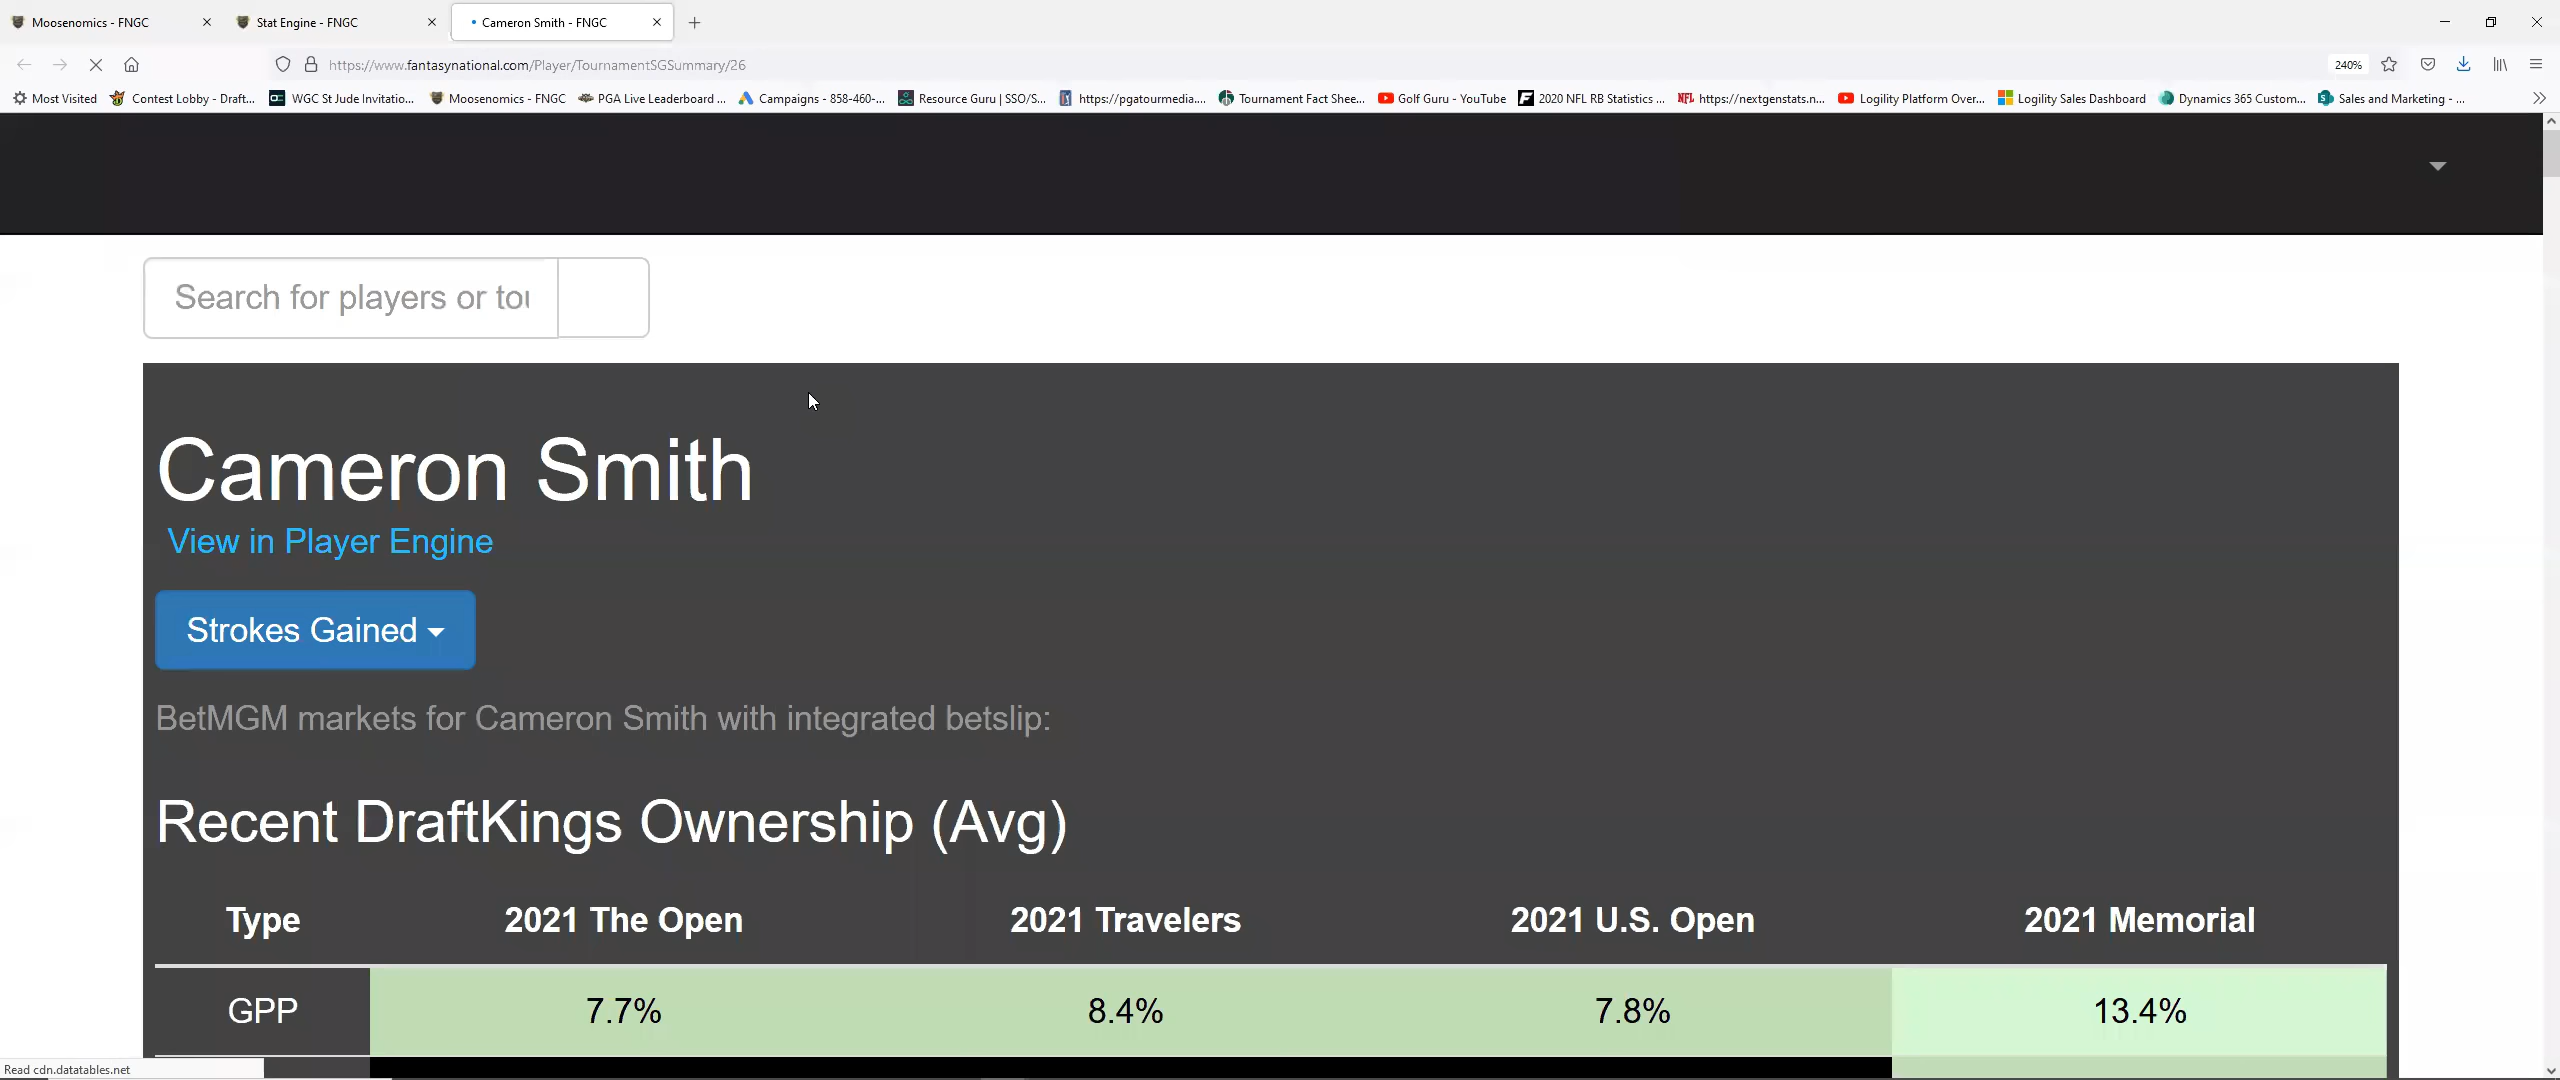 Moosenomics - FNGC
Stat Engine - FNGC
Cameron Smith - FNGC
https://www.fantasynational.com/Player/TournamentSGSummary/26
240%
Most Visited
Contest Lobby - Draft...
WGC St Jude Invitatio...
Moosenomics - FNGC
PGA Live Leaderboard ...
Campaigns - 858-460-...
Resource Guru | SSO/S...
https://pgatourmedia....
Tournament Fact Shee...
Golf Guru - YouTube
2020 NFL RB Statistics ...
https://nextgenstats.n...
Logility Platform Over...
Logility Sales Dashboard
Dynamics 365 Custom...
Sales and Marketing - ...
Search for players or tou
Cameron Smith
View in Player Engine
Strokes Gained
BetMGM markets for Cameron Smith with integrated betslip:
Recent DraftKings Ownership (Avg)
Type 2021 The Open 2021 Travelers 2021 U.S. Open 2021 Memorial
GPP 7.7% 8.4% 7.8% 13.4%
Read cdn.datatables.net